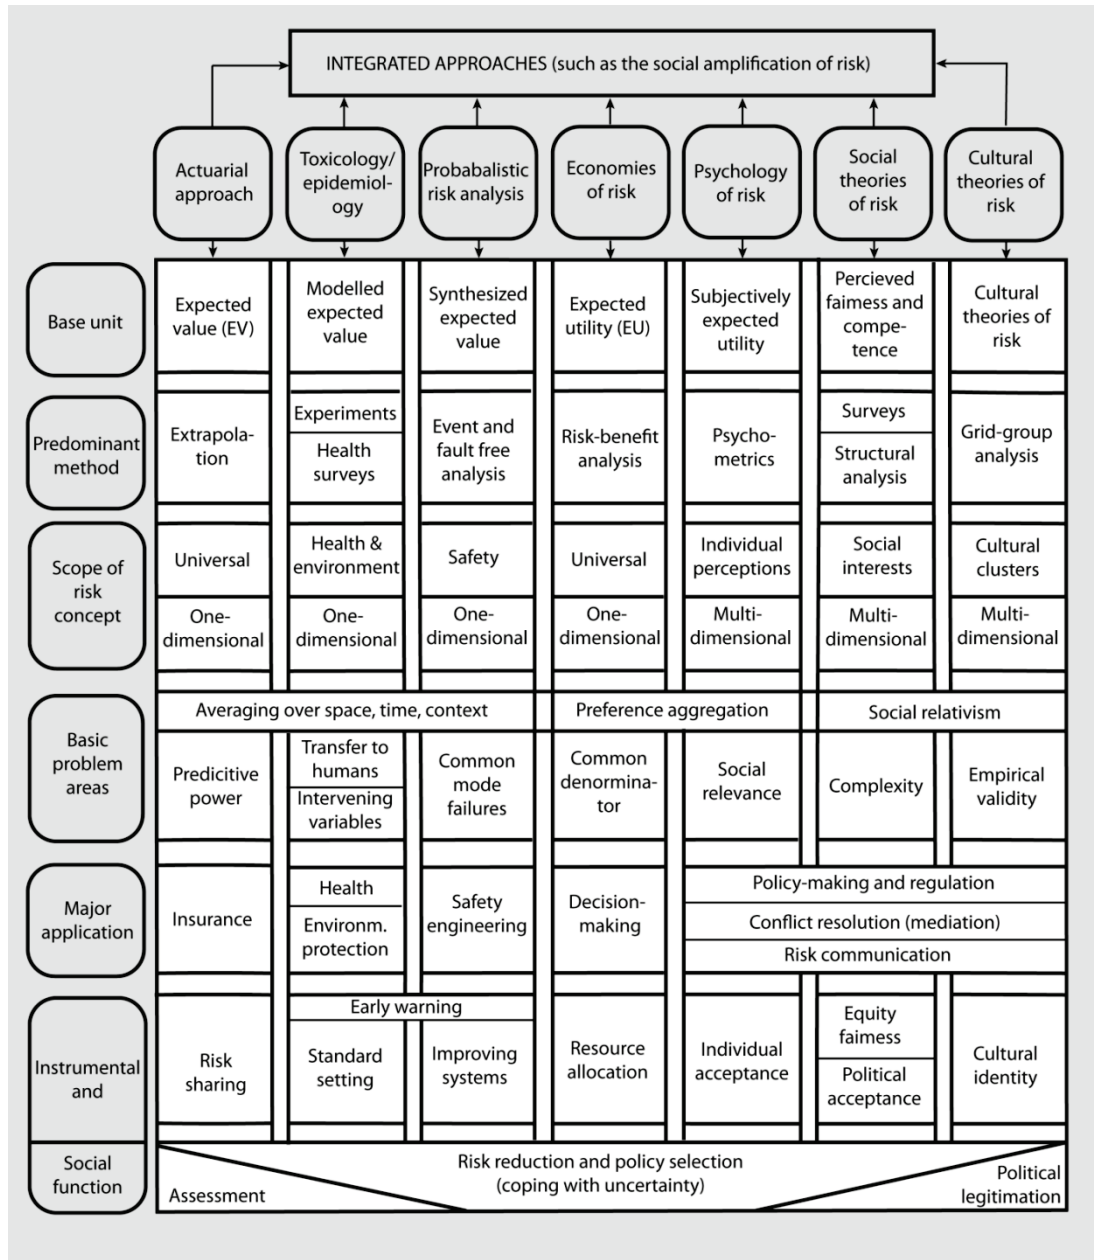 INTEGRATED APPROACHES (such as the social amplification of risk)
Actuarial
approach
Toxicology/
epidemiol-
ogy
Probabalistic
risk analysis
Economies
of risk
Psychology
of risk
Social
theories
of risk
Cultural
theories of
risk
Base unit
Expected
value (EV)
Modelled
expected
value
Synthesized
expected
value
Expected
utility (EU)
Subjectively
expected
utility
Percieved
faimess and
compe-
tence
Cultural
theories of
risk
Predominant
method
Extrapola-
tion
Experiments
Health
surveys
Event and
fault free
analysis
Risk-benefit
analysis
Psycho-
metrics
Surveys
Structural
analysis
Grid-group
analysis
Scope of
risk
concept
Universal
Health &
environment
Safety
Universal
Individual
perceptions
Social
interests
Cultural
clusters
One-
dimensional
One-
dimensional
One-
dimensional
One-
dimensional
Multi-
dimensional
Multi-
dimensional
Multi-
dimensional
Basic
problem
areas
Averaging over space, time, context
Preference aggregation
Social relativism
Predicitive
power
Transfer to
humans
Intervening
variables
Common
mode
failures
Common
denormina-
tor
Social
relevance
Complexity
Empirical
validity
Major
application
Insurance
Health
Environm.
protection
Safety
engineering
Decision-
making
Policy-making and regulation
Conflict resolution (mediation)
Risk communication
Instrumental
and
Risk
sharing
Early warning
Standard
setting
Improving
systems
Resource
allocation
Individual
acceptance
Equity
faimess
Political
acceptance
Cultural
identity
Social
function
Assessment
Risk reduction and policy selection
(coping with uncertainty)
Political
legitimation